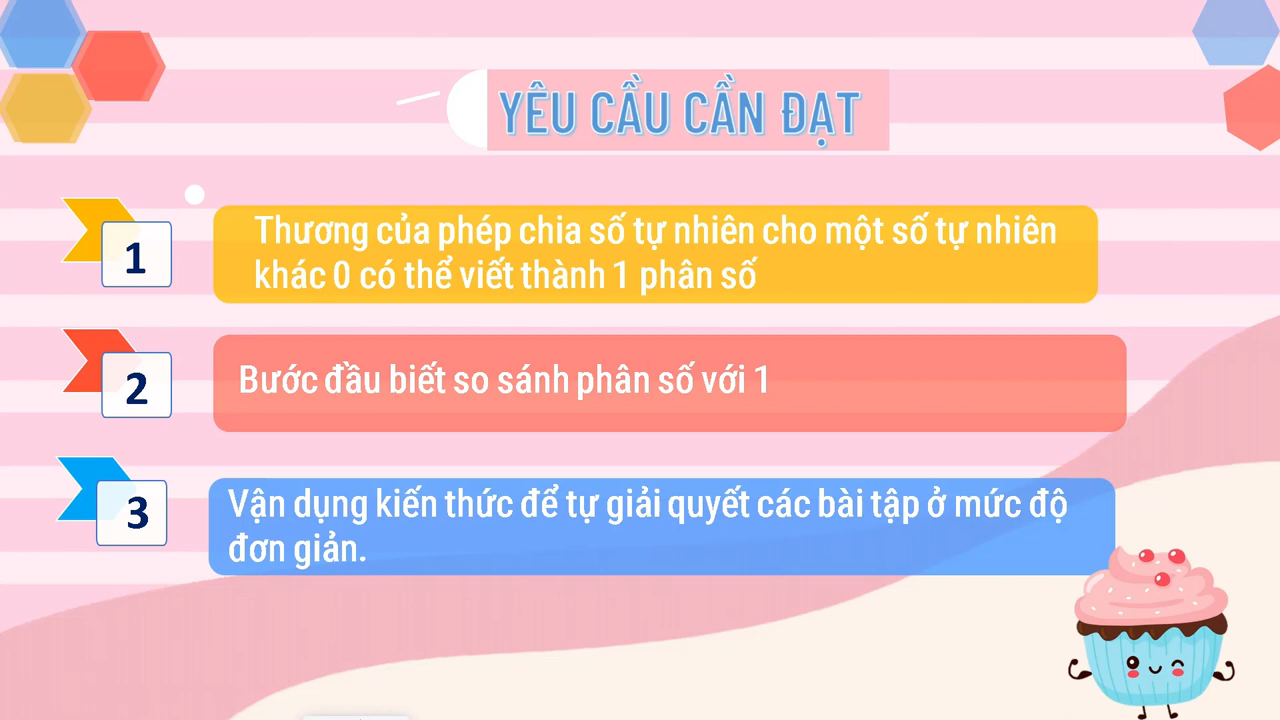 YÊU CẦU CẦN ĐẠT
1
Thương của phép chia số tự nhiên cho một số tự nhiên
khác 0 có thể viết thành 1 phân số
2
Bước đầu biết so sánh phân số với 1
3
Vận dụng kiến thức để tự giải quyết các bài tập ở mức độ
đơn giản.